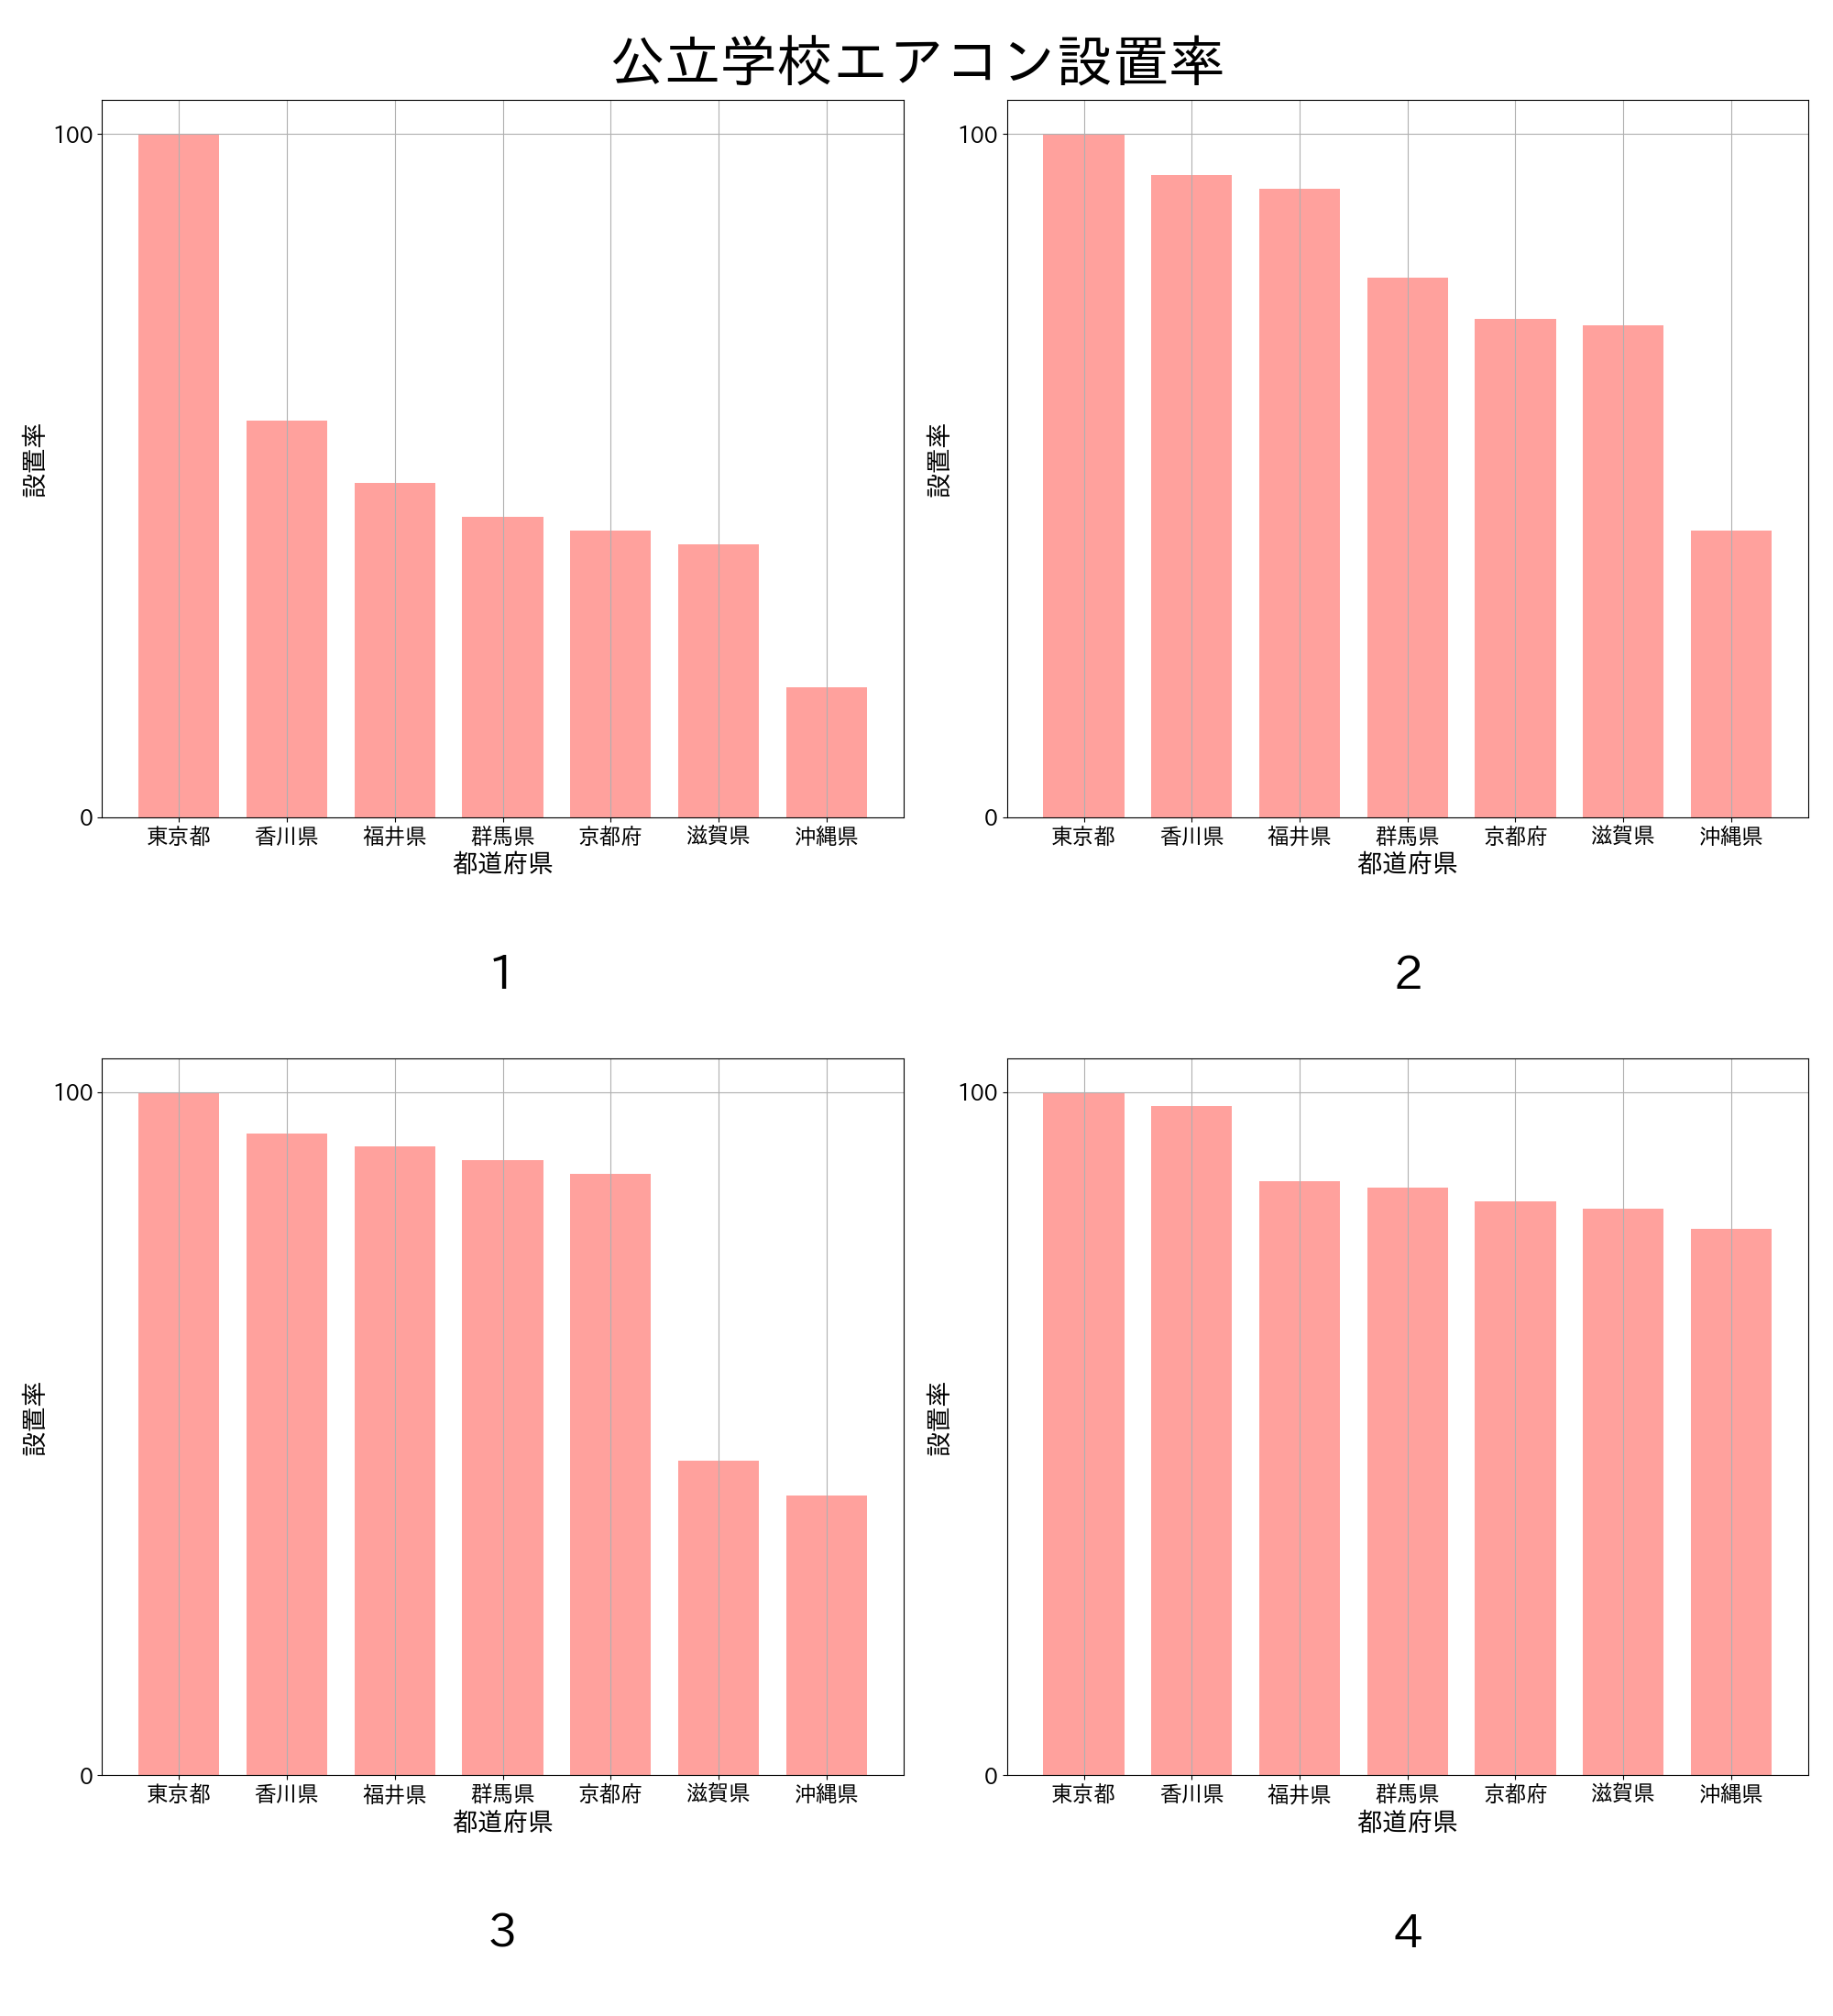 公立学校エアコン設置率
100
0
設置率
東京都 香川県 福井県 群馬県 京都府 滋賀県 沖縄県
都道府県
1
100
0
設置率
東京都 香川県 福井県 群馬県 京都府 滋賀県 沖縄県
都道府県
2
100
0
設置率
東京都 香川県 福井県 群馬県 京都府 滋賀県 沖縄県
都道府県
3
100
0
設置率
東京都 香川県 福井県 群馬県 京都府 滋賀県 沖縄県
都道府県
4